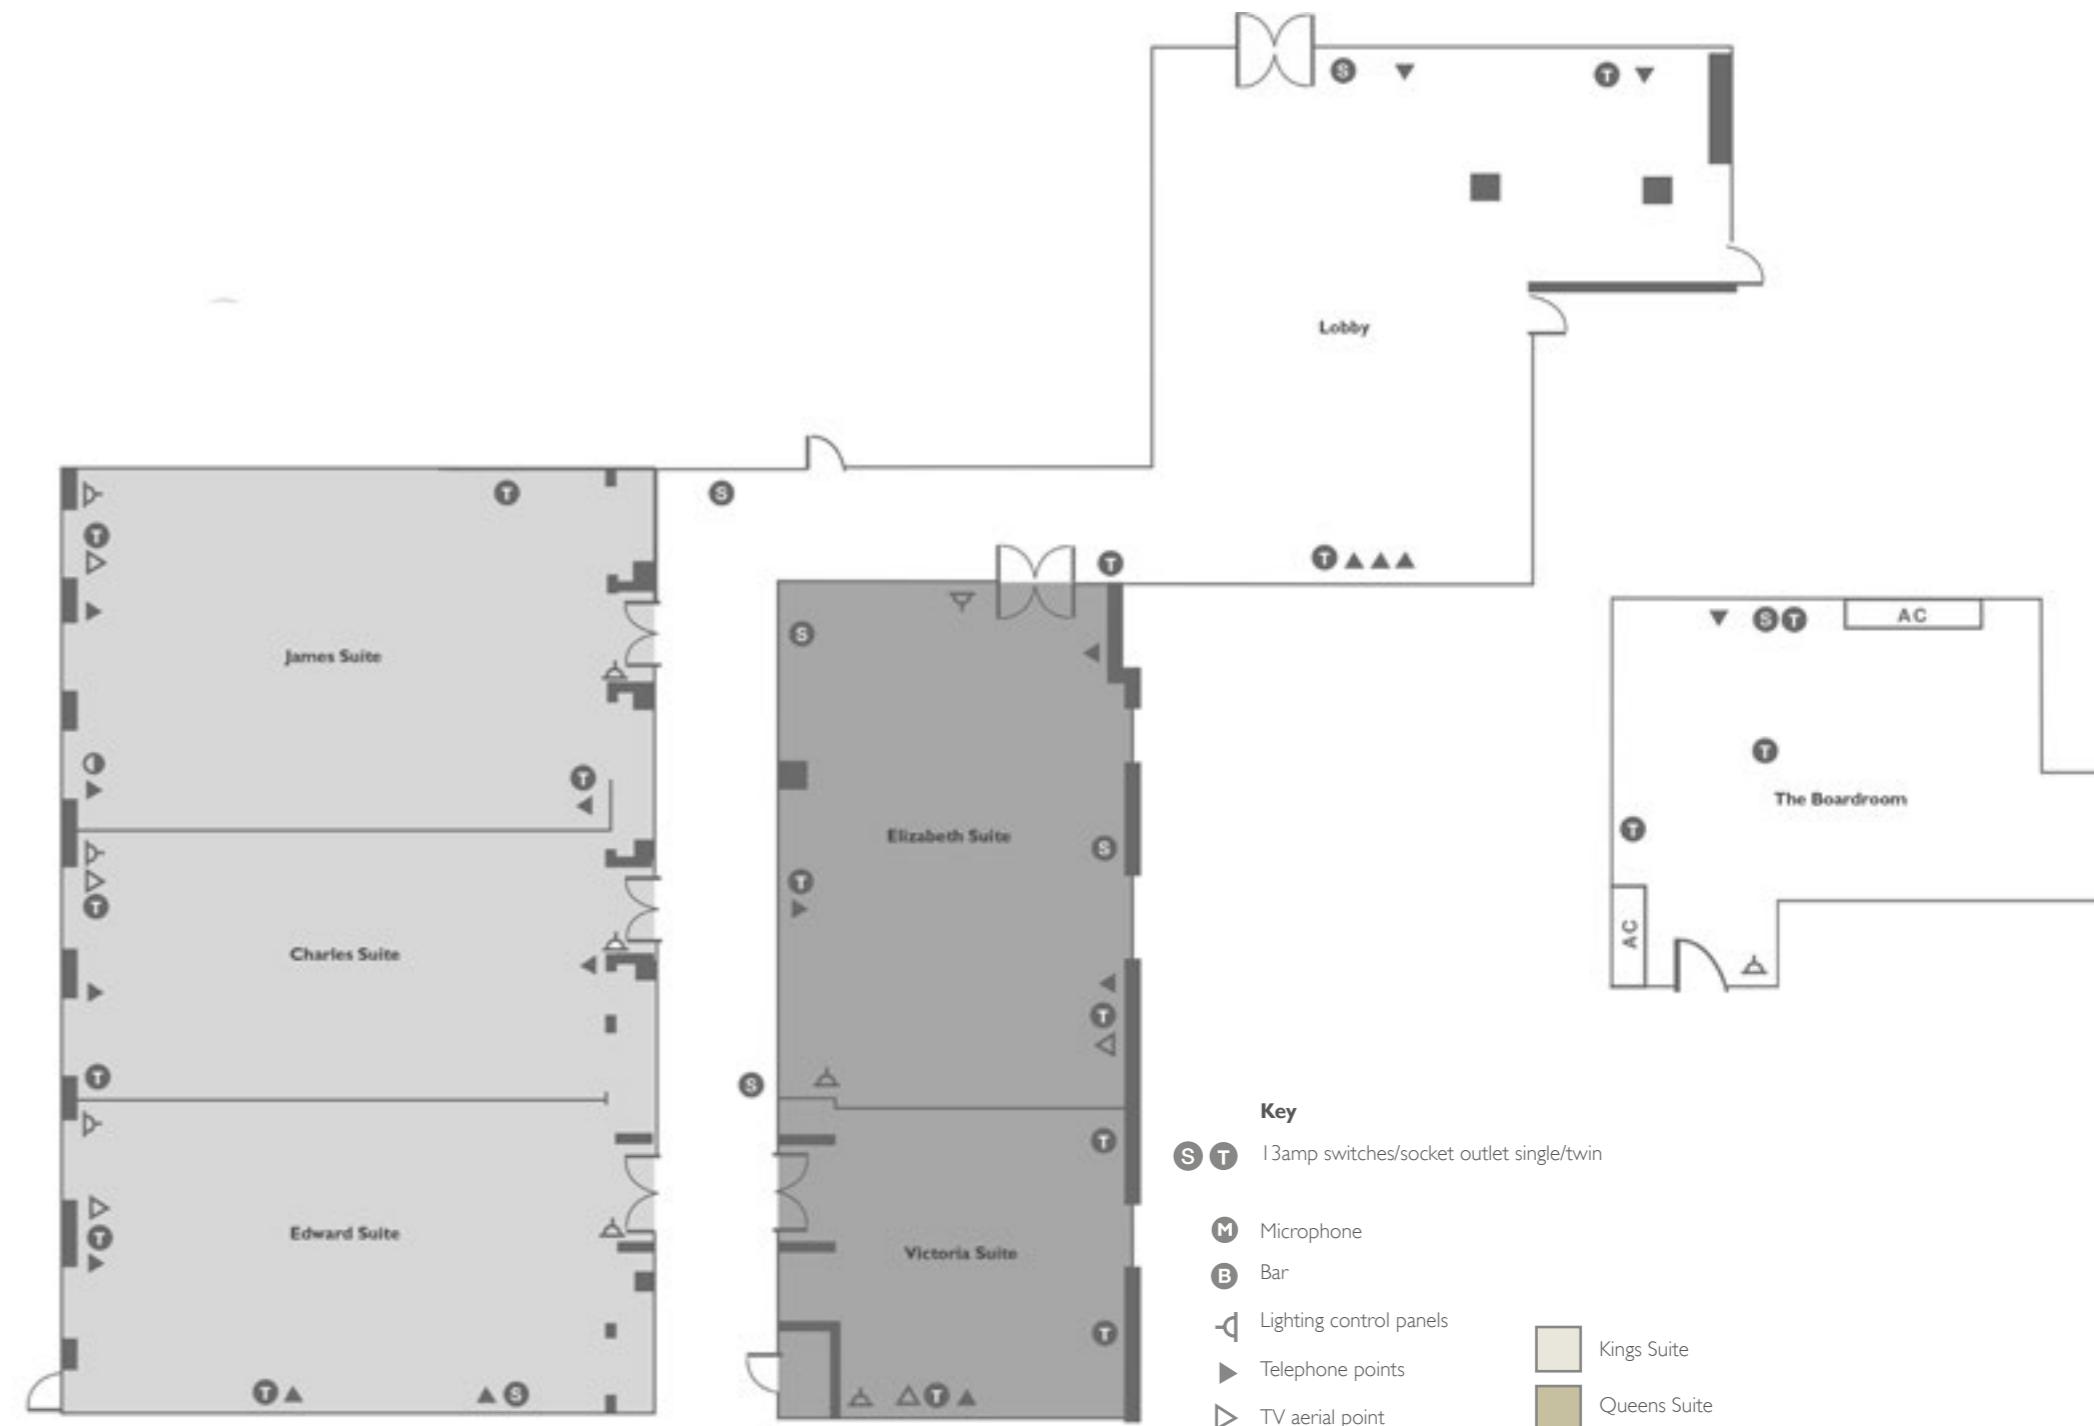 S
T
T
S
T
Lobby
T
S
T
T
T
S
S T
AC
James Suite
T
T
The Boardroom
T
Elizabeth Suite
S
T
T
AC
Charles Suite
T
T
S
Key
T
S T 13amp switches/socket outlet single/twin
M Microphone
T
Edward Suite
B Bar
Victoria Suite
Lighting control panels
T
Kings Suite
Telephone points
T
S
T
Queens Suite
TV aerial point